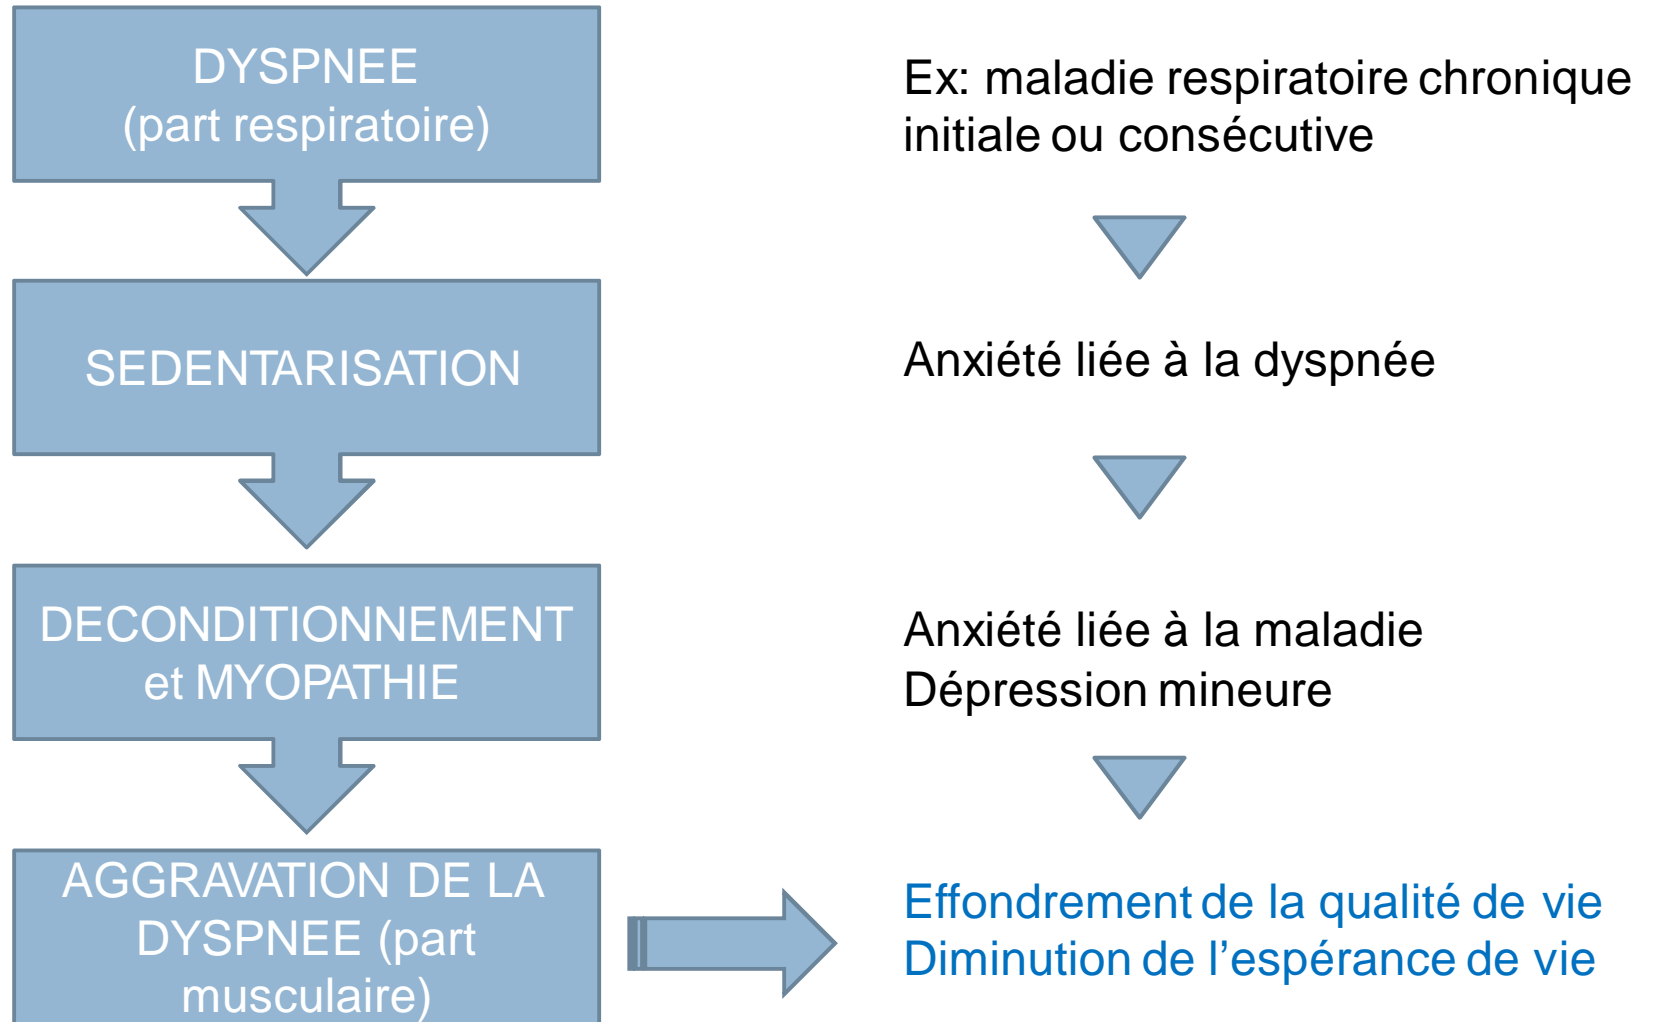 DYSPNEE
(part respiratoire)
Ex: maladie respiratoire chronique
initiale ou consécutive
SEDENTARISATION
Anxiété liée à la dyspnée
DECONDITIONNEMENT
et MYOPATHIE
Anxiété liée à la maladie
Dépression mineure
AGGRAVATION DE LA
DYSPNEE (part
musculaire)
Effondrement de la qualité de vie
Diminution de l’espérance de vie